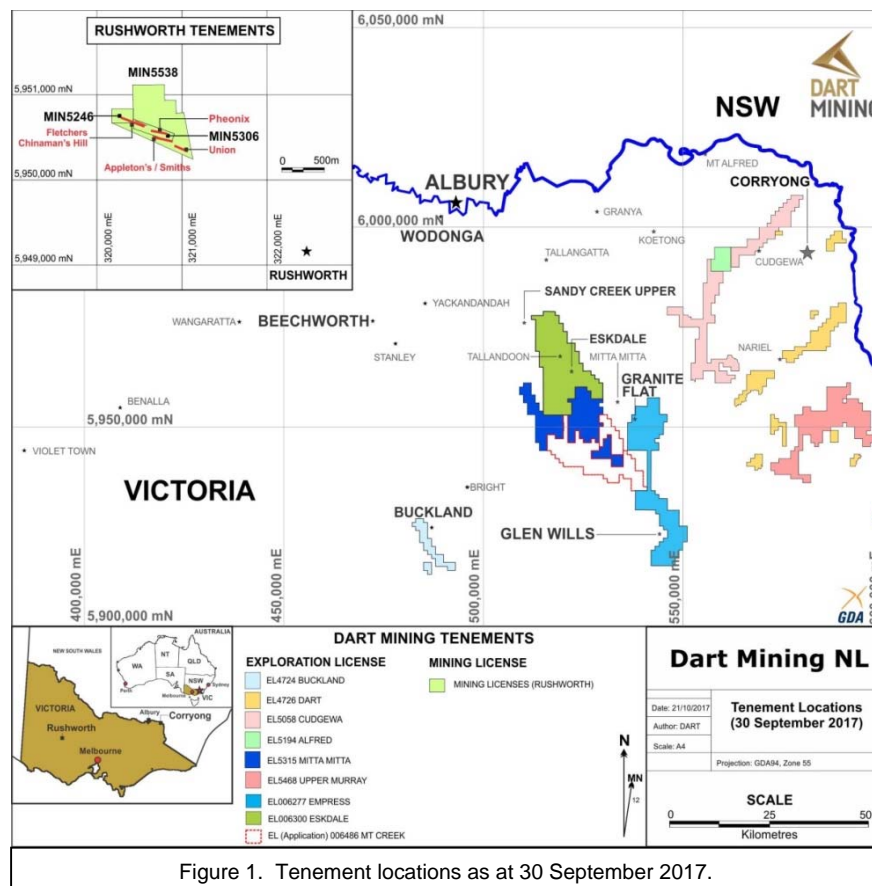 RUSHWORTH TENEMENTS
MIN5538
5,951,000 mN
MIN5246
Pheonix
Fletchers
MIN5306
Chinaman's Hill
Union
Appleton's / Smiths
0 500m
5,950,000 mN
320,000 mE
321,000 mE
322,000 mE
5,949,000 mN
RUSHWORTH
6,050,000 mN
DART
MINING
NSW
MT ALFRED
ALBURY
CORRYONG
GRANYA
6,000,000 mN
WODONGA
KOETONG
TALLANGATTA
CUDGEWA
SANDY CREEK UPPER
YACKANDANDAH
WANGARATTA
BEECHWORTH
ESKDALE
STANLEY
TALLANDOON
MITTA MITTA
NARIEL
GRANITE
FLAT
BENALLA
5,950,000 mN
VIOLET TOWN
VICTORIA
BRIGHT
BUCKLAND
GLEN WILLS
400,000 mE
450,000 mE
500,000 mE
550,000 mE
5,900,000 mN
GDA
NEW SOUTH WALES
AUSTRALIA
NT
QLD
WA
SA
NSW
Perth
Sydney
Melbourne
VIC
VICTORIA
Albury
Corryong
Rushworth
Melbourne
DART MINING TENEMENTS
EXPLORATION LICENSE
EL4724 BUCKLAND
EL4726 DART
EL5058 CUDGEWA
EL5194 ALFRED
EL5315 MITTA MITTA
EL5468 UPPER MURRAY
EL006277 EMPRESS
EL006300 ESKDALE
EL (Application) 006486 MT CREEK
MINING LICENSE
MINING LICENSES (RUSHWORTH)
N
MN
12
Dart Mining NL
Date: 21/10/2017
Author: DART
Scale: A4
Tenement Locations
(30 September 2017)
Projection: GDA94, Zone 55
SCALE
0 25 50
Kilometres
Figure 1. Tenement locations as at 30 September 2017.